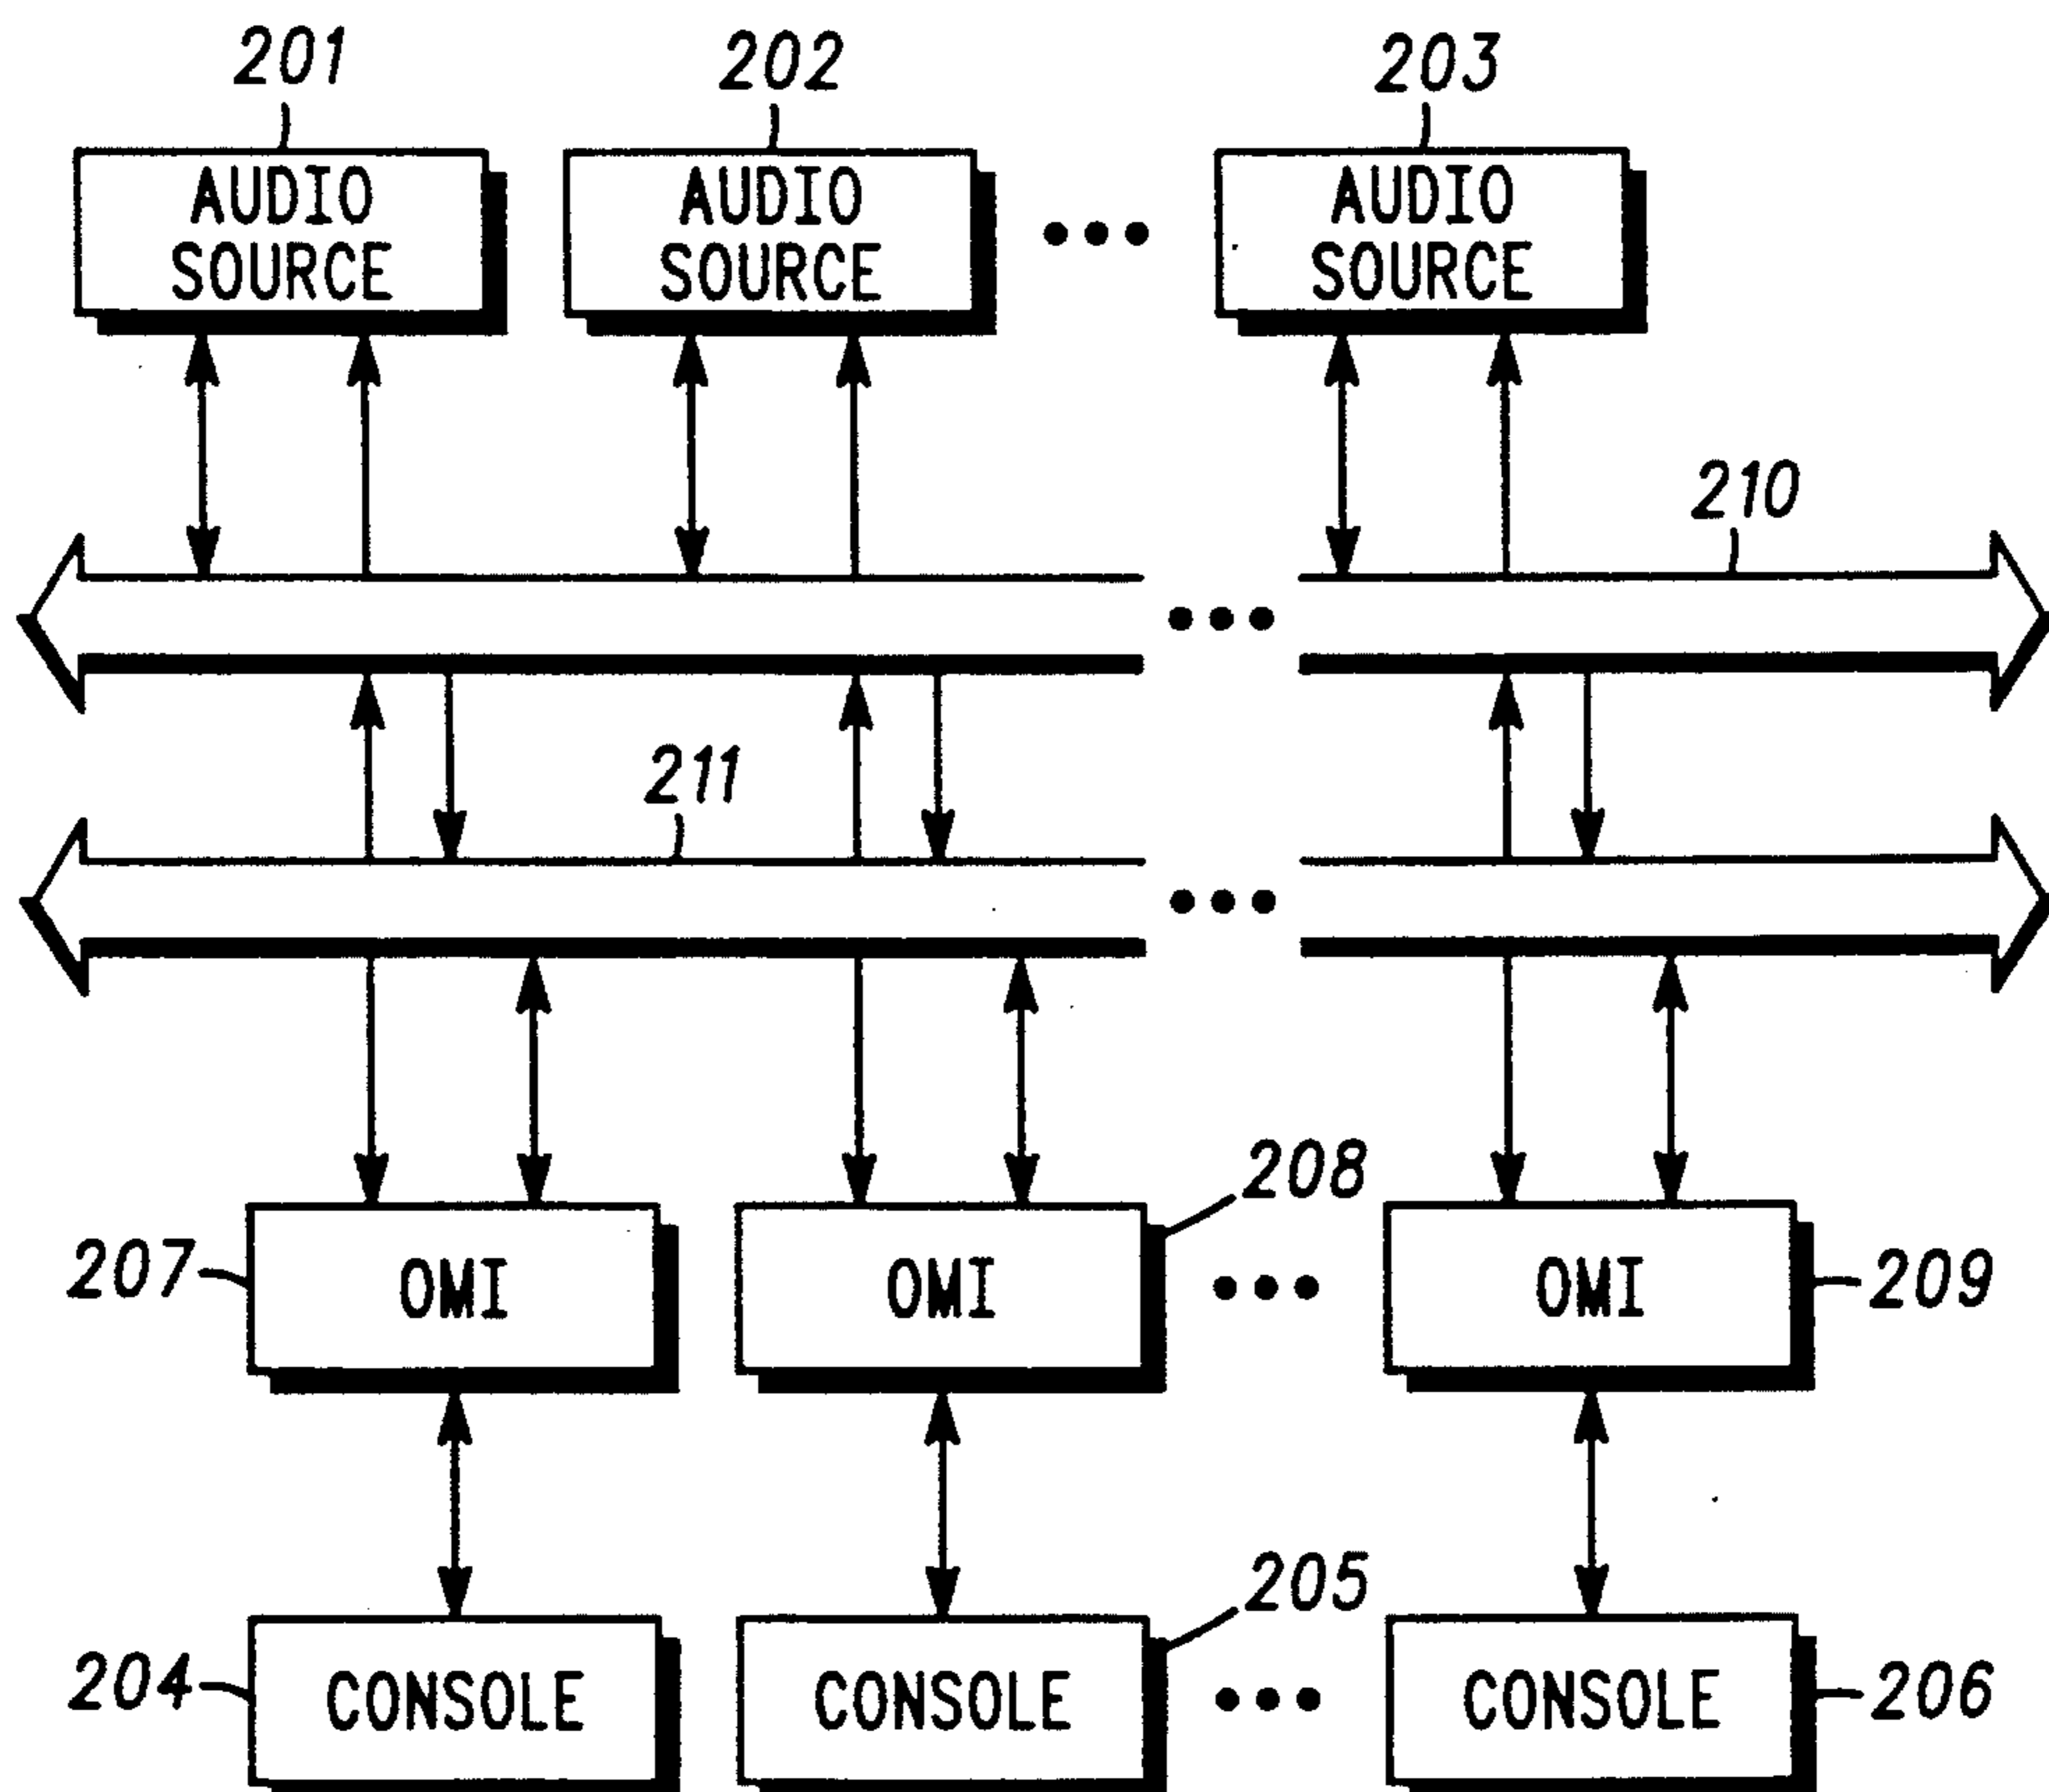 201
202
203
AUDIO
SOURCE
AUDIO
SOURCE
AUDIO
SOURCE
210
211
208
207
OMI
OMI
OMI
209
205
204
CONSOLE
CONSOLE
CONSOLE
206